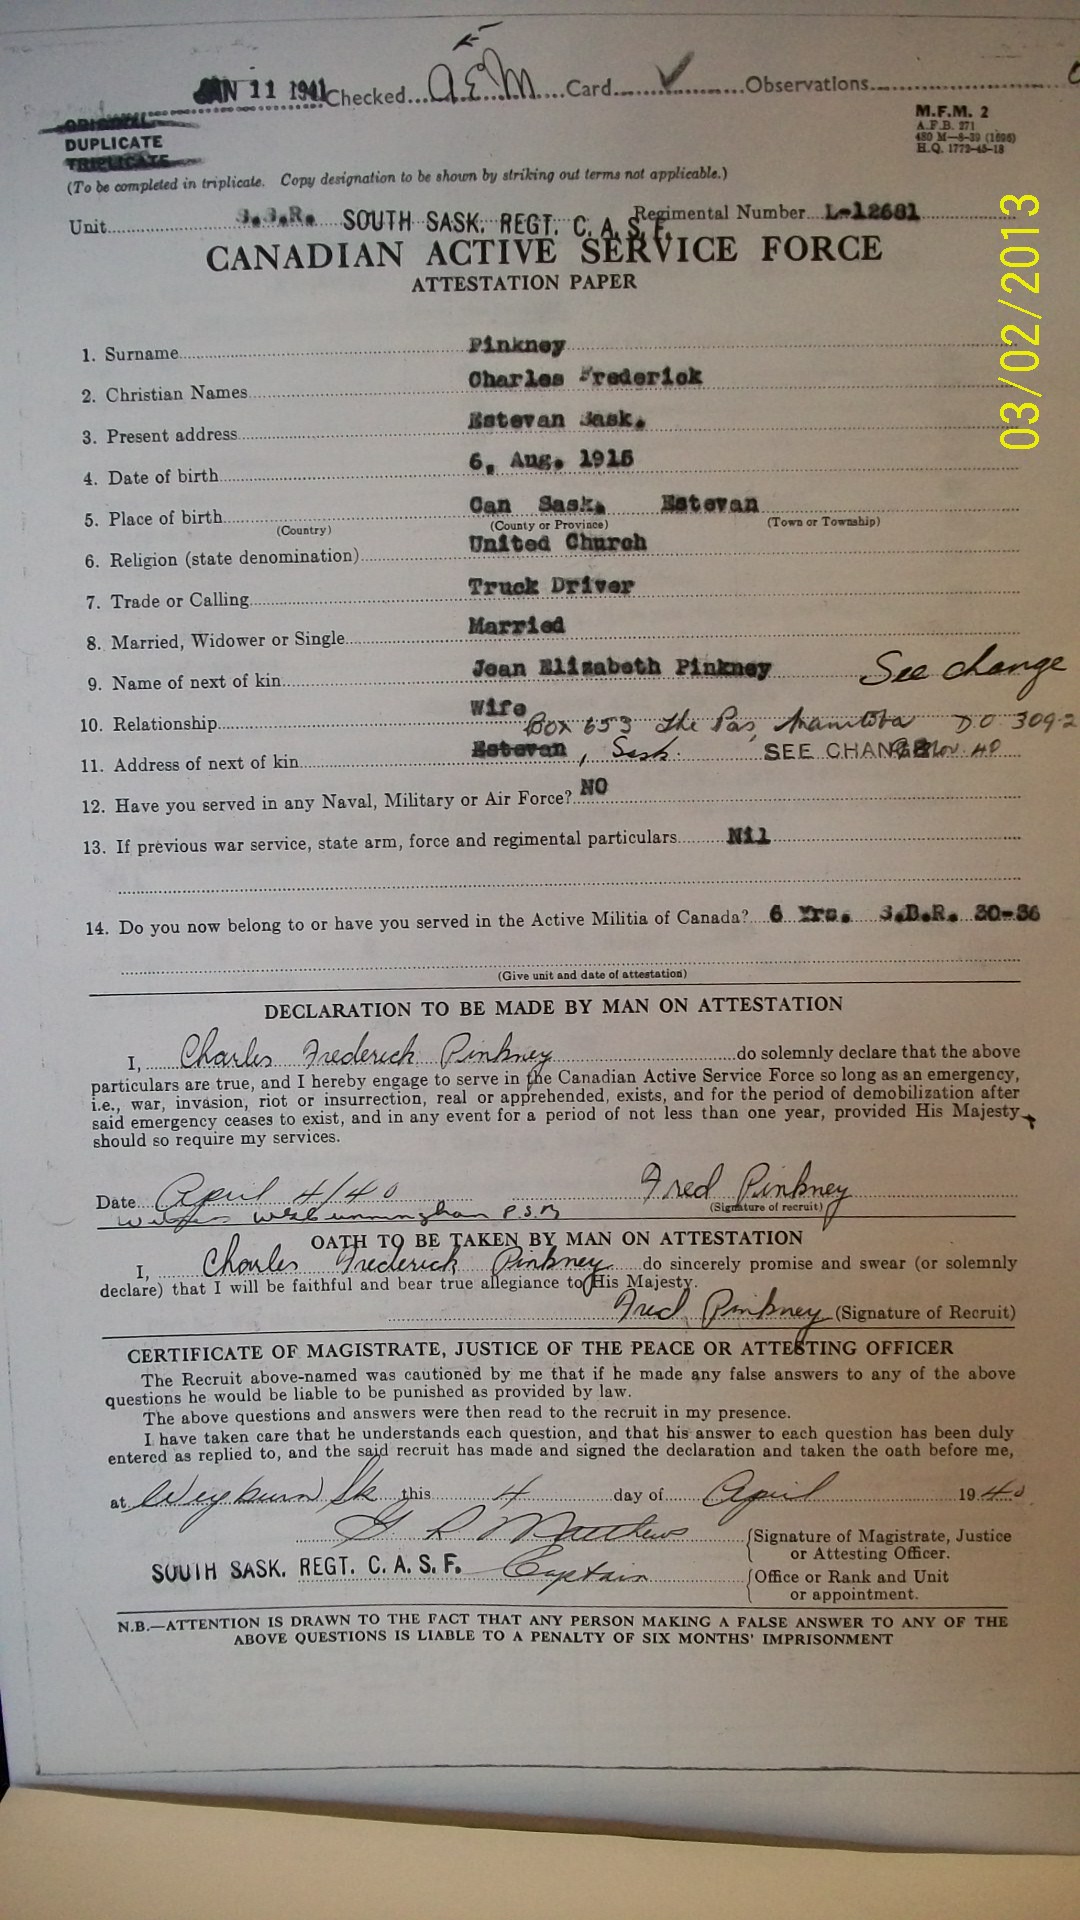 JAN 11 1941 Checked...A.E.M....Card...✓...Observations...
ORIGINAL
DUPLICATE
TRIPLICATE
M.F.M. 2
A.F.B. 271
480 M—8-39 (1696)
H.Q. 1772-45-18
(To be completed in triplicate. Copy designation to be shown by striking out terms not applicable.)
Unit... S.S.R. SOUTH SASK. REGT. C. A. S. F. Regimental Number L-12681
CANADIAN ACTIVE SERVICE FORCE
ATTESTATION PAPER
03/02/2013
1. Surname Pinkney
2. Christian Names Charles Frederick
3. Present address Estevan Sask.
4. Date of birth 6, Aug. 1915
5. Place of birth Can Sask. Estevan
(Country) (County or Province) (Town or Township)
6. Religion (state denomination) United Church
7. Trade or Calling Truck Driver
8. Married, Widower or Single Married
9. Name of next of kin Jean Elizabeth Pinkney See change
10. Relationship Wife
Box 653 The Pas, Manitoba D.O 309-2
11. Address of next of kin Estevan, Sask. SEE CHANGE
12. Have you served in any Naval, Military or Air Force? NO
13. If previous war service, state arm, force and regimental particulars Nil
14. Do you now belong to or have you served in the Active Militia of Canada? 6 Yrs. S.B.R. 30-36
(Give unit and date of attestation)
DECLARATION TO BE MADE BY MAN ON ATTESTATION
I, Charles Frederick Pinkney do solemnly declare that the above
particulars are true, and I hereby engage to serve in the Canadian Active Service Force so long as an emergency,
i.e., war, invasion, riot or insurrection, real or apprehended, exists, and for the period of demobilization after
said emergency ceases to exist, and in any event for a period of not less than one year, provided His Majesty
should so require my services.
Date April 4/40 Fred Pinkney
(Signature of recruit)
Witness P.S.M
OATH TO BE TAKEN BY MAN ON ATTESTATION
I, Charles Frederick Pinkney do sincerely promise and swear (or solemnly
declare) that I will be faithful and bear true allegiance to His Majesty.
Fred Pinkney (Signature of Recruit)
CERTIFICATE OF MAGISTRATE, JUSTICE OF THE PEACE OR ATTESTING OFFICER
The Recruit above-named was cautioned by me that if he made any false answers to any of the above
questions he would be liable to be punished as provided by law.
The above questions and answers were then read to the recruit in my presence.
I have taken care that he understands each question, and that his answer to each question has been duly
entered as replied to, and the said recruit has made and signed the declaration and taken the oath before me,
at Weyburn Sk this 4 day of April 1940
G R Matthews (Signature of Magistrate, Justice
or Attesting Officer.
SOUTH SASK. REGT. C. A. S. F. Captain (Office or Rank and Unit
or appointment.
N.B.—ATTENTION IS DRAWN TO THE FACT THAT ANY PERSON MAKING A FALSE ANSWER TO ANY OF THE
ABOVE QUESTIONS IS LIABLE TO A PENALTY OF SIX MONTHS' IMPRISONMENT